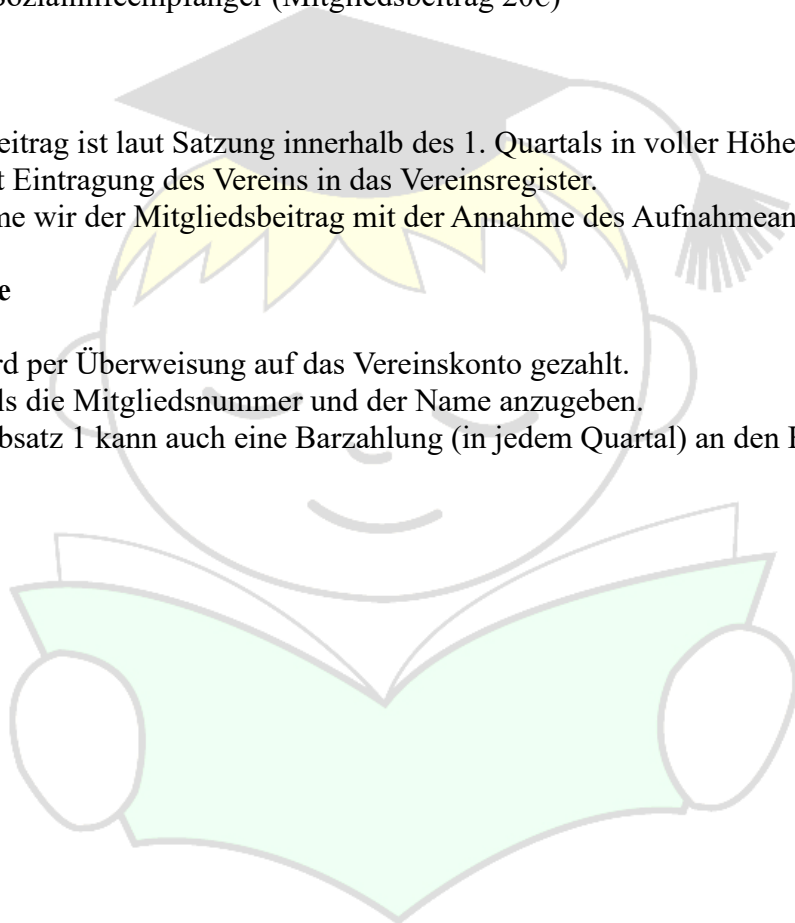 Sozialhilfeempfänger (Mitgliedsbeitrag 20€)
eitrag ist laut Satzung innerhalb des 1. Quartals in voller Höhe
t Eintragung des Vereins in das Vereinsregister.
me wir der Mitgliedsbeitrag mit der Annahme des Aufnahmean
e
rd per Überweisung auf das Vereinskonto gezahlt.
ls die Mitgliedsnummer und der Name anzugeben.
bsatz 1 kann auch eine Barzahlung (in jedem Quartal) an den